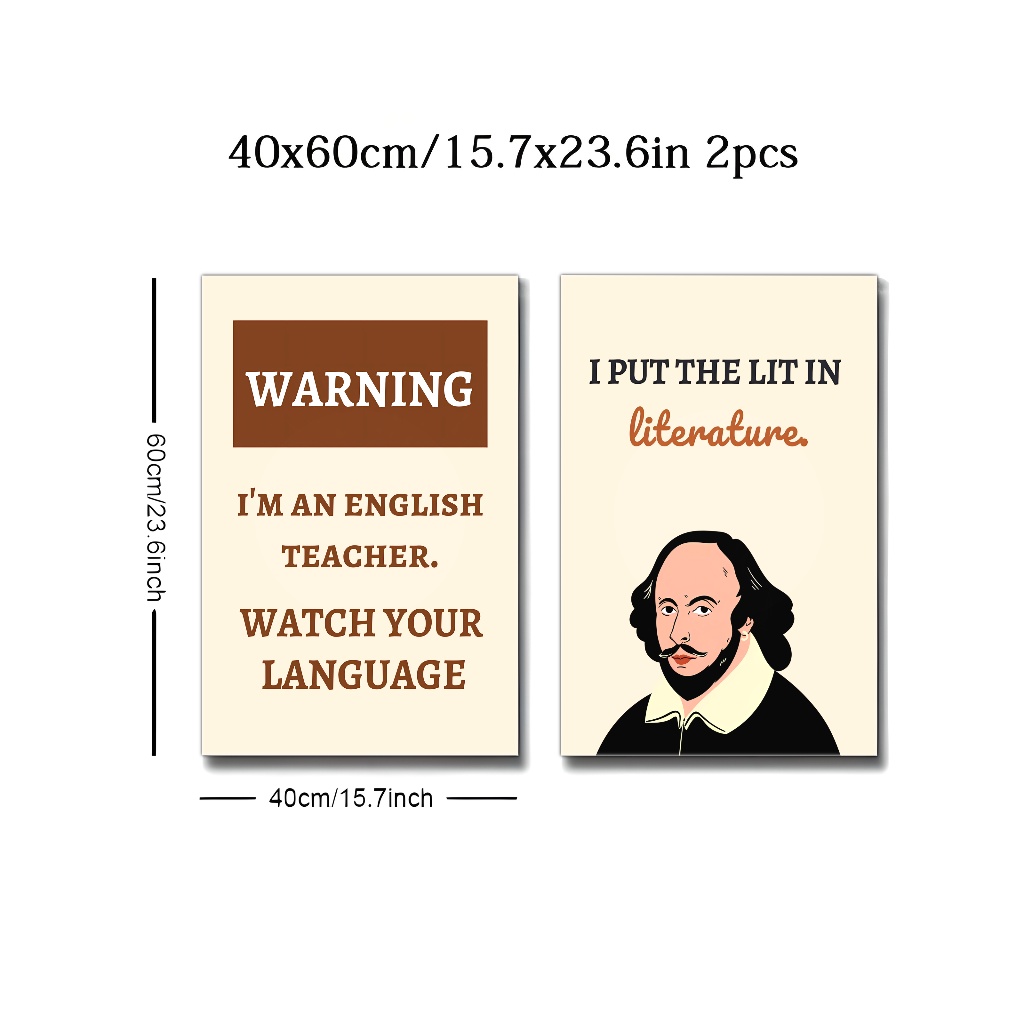 40x60cm/15.7x23.6in 2pcs
60cm/23.6inch
WARNING
I'M AN ENGLISH
TEACHER.
WATCH YOUR
LANGUAGE
40cm/15.7inch
I PUT THE LIT IN
literature.